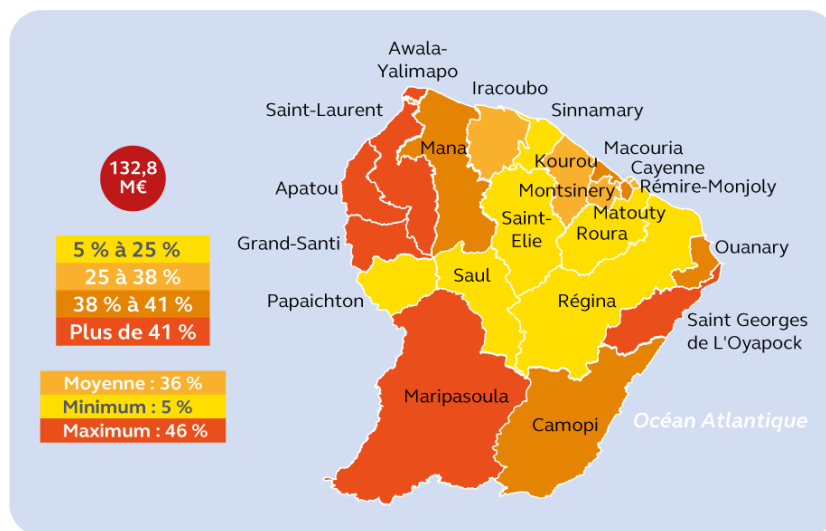 Awala-
Yalimapo
Iracoubo
Saint-Laurent
Sinnamary
Mana
Macouria
Kourou
Cayenne
132,8
M€
Apatou
Montsinery
Rémire-Monjoly
Saint-
Elie
Matouty
Roura
Grand-Santi
Ouanary
5 % à 25 %
25 à 38 %
38 % à 41 %
Plus de 41 %
Saul
Papaichton
Régina
Saint Georges
de L'Oyapock
Moyenne : 36 %
Minimum : 5 %
Maximum : 46 %
Maripasoula
Camopi
Océan Atlantique